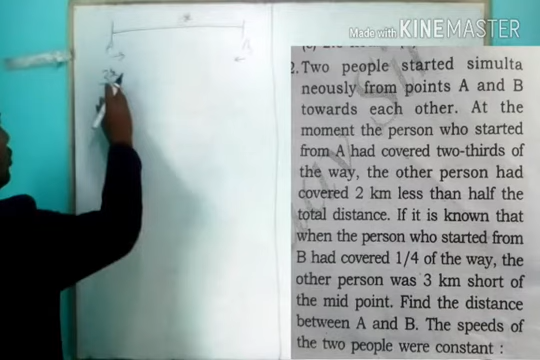 Made with KINEMASTER
2. Two people started simulta
neously from points A and B
towards each other. At the
moment the person who started
from A had covered two-thirds of
the way, the other person had
covered 2 km less than half the
total distance. If it is known that
when the person who started from
B had covered 1/4 of the way, the
other person was 3 km short of
the mid point. Find the distance
between A and B. The speeds of
the two people were constant :